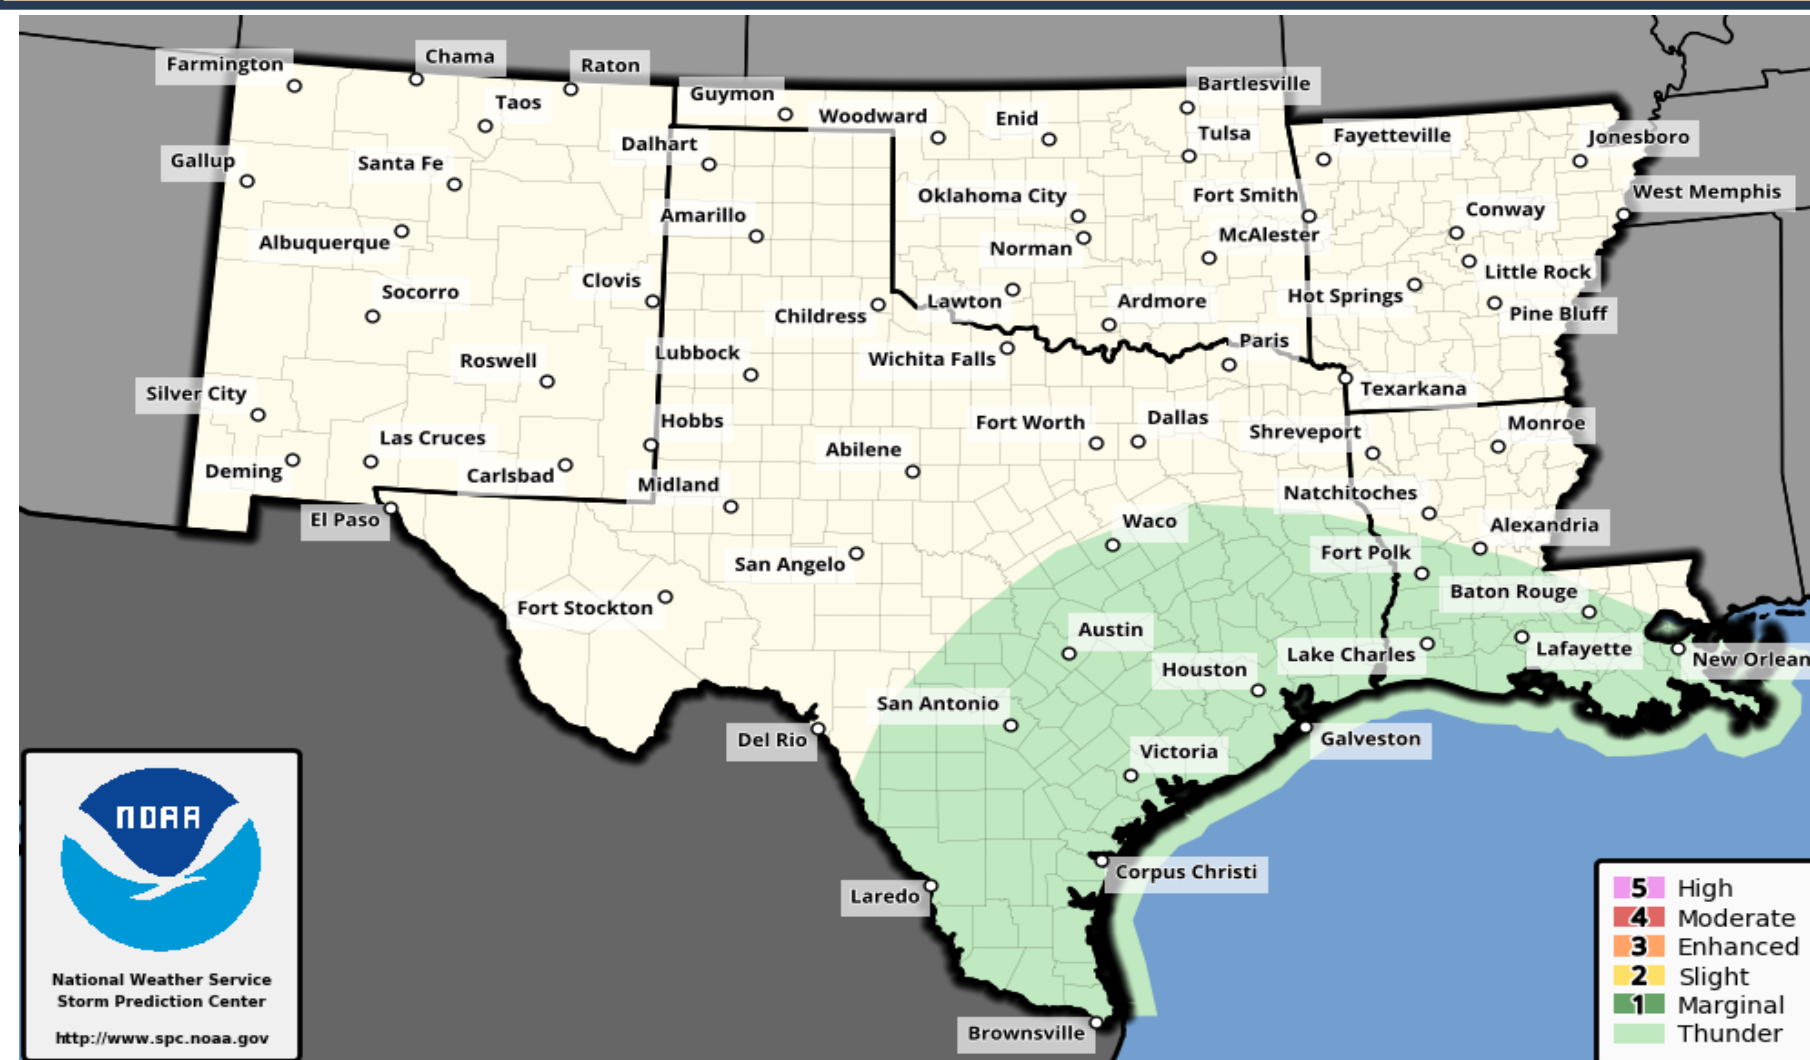 Farmington
Chama
Raton
Taos
Guymon
Woodward
Enid
Bartlesville
Tulsa
Fayetteville
Jonesboro
Gallup
Santa Fe
Dalhart
Oklahoma City
Fort Smith
Conway
West Memphis
Amarillo
Albuquerque
Norman
McAlester
Socorro
Clovis
Childress
Lawton
Ardmore
Hot Springs
Little Rock
Pine Bluff
Roswell
Lubbock
Wichita Falls
Paris
Texarkana
Silver City
Las Cruces
Hobbs
Abilene
Fort Worth
Dallas
Shreveport
Monroe
Deming
Carlsbad
Midland
Natchitoches
El Paso
San Angelo
Waco
Fort Polk
Alexandria
Fort Stockton
Austin
Baton Rouge
Houston
Lake Charles
Lafayette
New Orlean
San Antonio
Del Rio
Victoria
Galveston
Laredo
Corpus Christi
Brownsville
NOAA
National Weather Service
Storm Prediction Center
http://www.spc.noaa.gov
5 High
4 Moderate
3 Enhanced
2 Slight
1 Marginal
Thunder